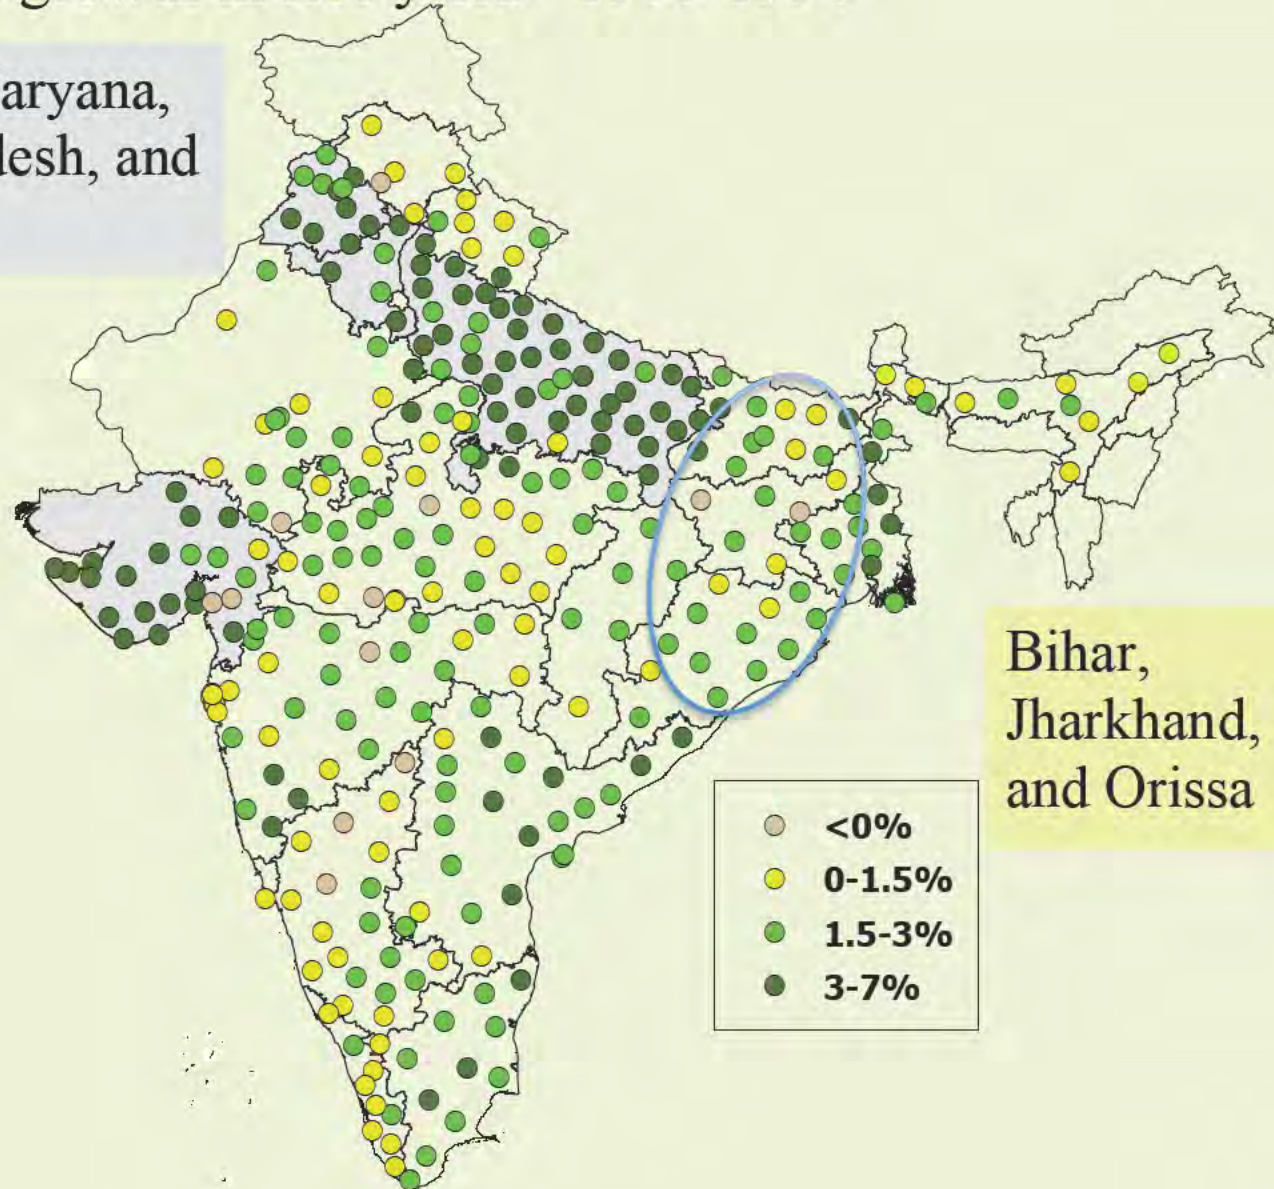 aryana,
lesh, and
Bihar,
Jharkhand,
and Orissa
<0%
0-1.5%
1.5-3%
3-7%